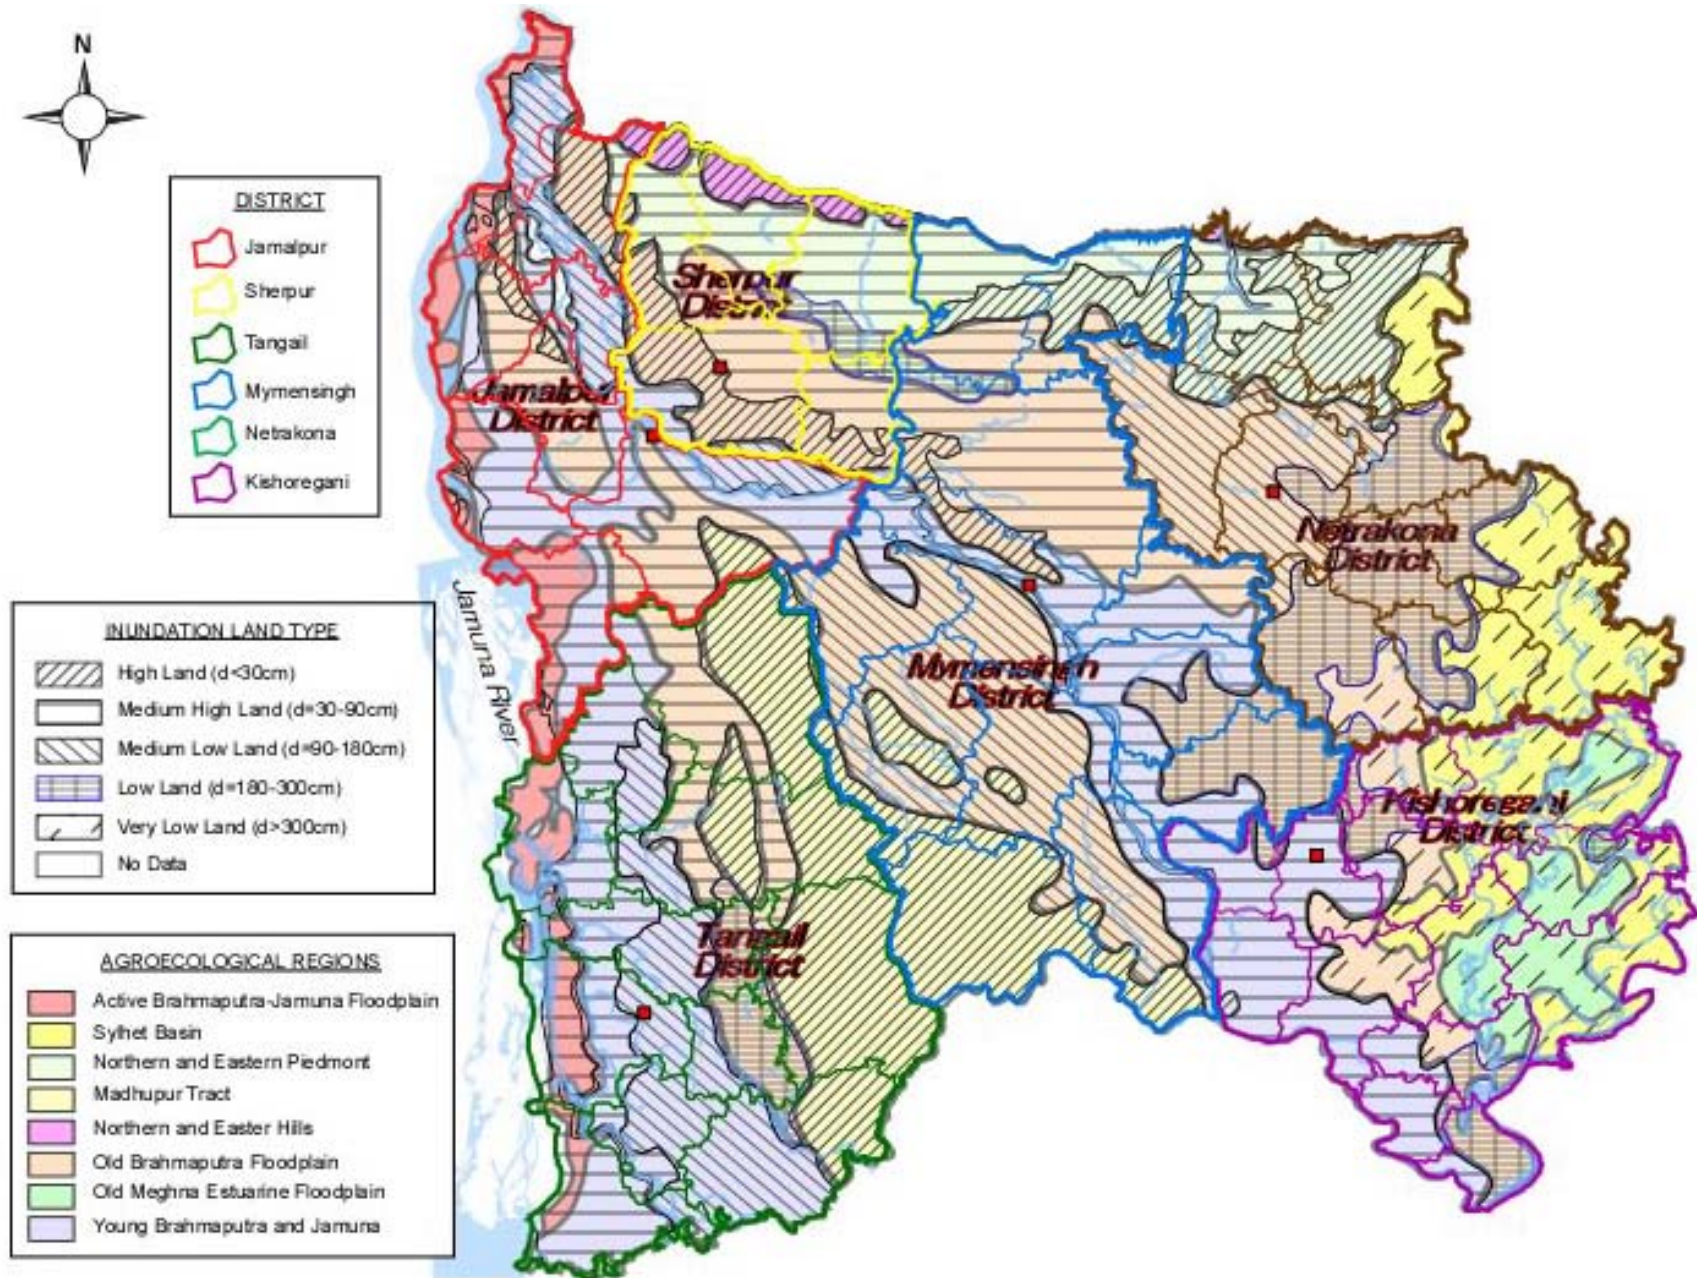 N
DISTRICT
Jamalpur
Sherpur
Tangail
Mymensingh
Netrakona
Kishoregani
INUNDATION LAND TYPE
High Land (d<30cm)
Medium High Land (d=30-90cm)
Medium Low Land (d=90-180cm)
Low Land (d=180-300cm)
Very Low Land (d>300cm)
No Data
AGROECOLOGICAL REGIONS
Active Brahmaputra-Jamuna Floodplain
Sylhet Basin
Northern and Eastern Piedmont
Madhupur Tract
Northern and Easter Hills
Old Brahmaputra Floodplain
Old Meghna Estuarine Floodplain
Young Brahmaputra and Jamuna
Sherpur
District
Jamalpur
District
Netrakona
District
Jamuna River
Mymensingh
District
Kishoregani
District
Tangail
District